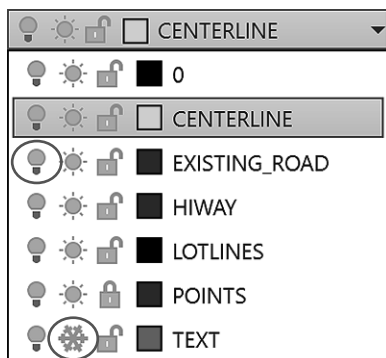 CENTERLINE
0
CENTERLINE
EXISTING_ROAD
HIWAY
LOTLINES
POINTS
TEXT